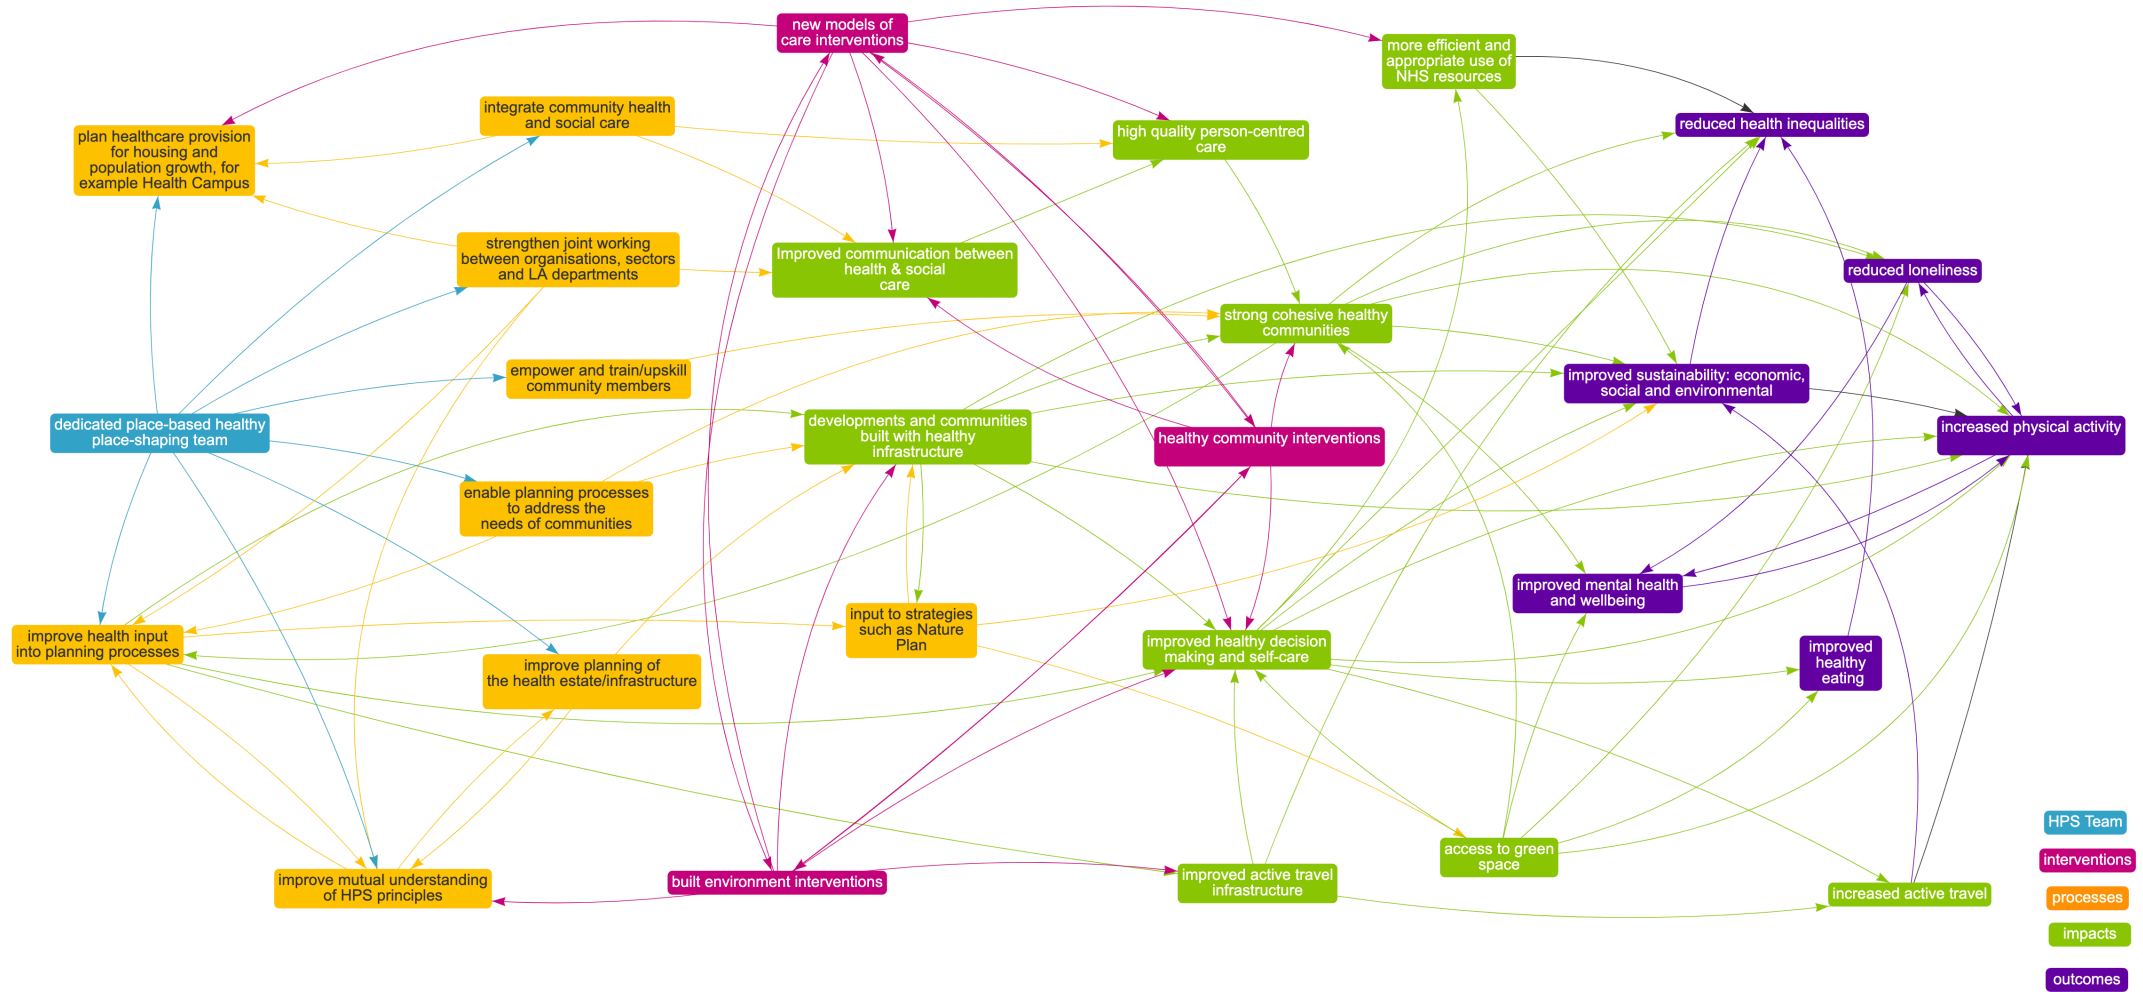 new models of
care interventions
more efficient and
appropriate use of
NHS resources
integrate community health
and social care
plan healthcare provision
for housing and
population growth, for
example Health Campus
high quality person-centred
care
reduced health inequalities
strengthen joint working
between organisations, sectors
and LA departments
Improved communication between
health & social
care
reduced loneliness
strong cohesive healthy
communities
empower and train/upskill
community members
improved sustainability: economic,
social and environmental
dedicated place-based healthy
place-shaping team
developments and communities
built with healthy
infrastructure
healthy community interventions
increased physical activity
enable planning processes
to address the
needs of communities
improved mental health
and wellbeing
input to strategies
such as Nature
Plan
improve health input
into planning processes
improved healthy decision
making and self-care
improved
healthy
eating
improve planning of
the health estate/infrastructure
HPS Team
access to green
space
interventions
improve mutual understanding
of HPS principles
built environment interventions
improved active travel
infrastructure
increased active travel
processes
impacts
outcomes